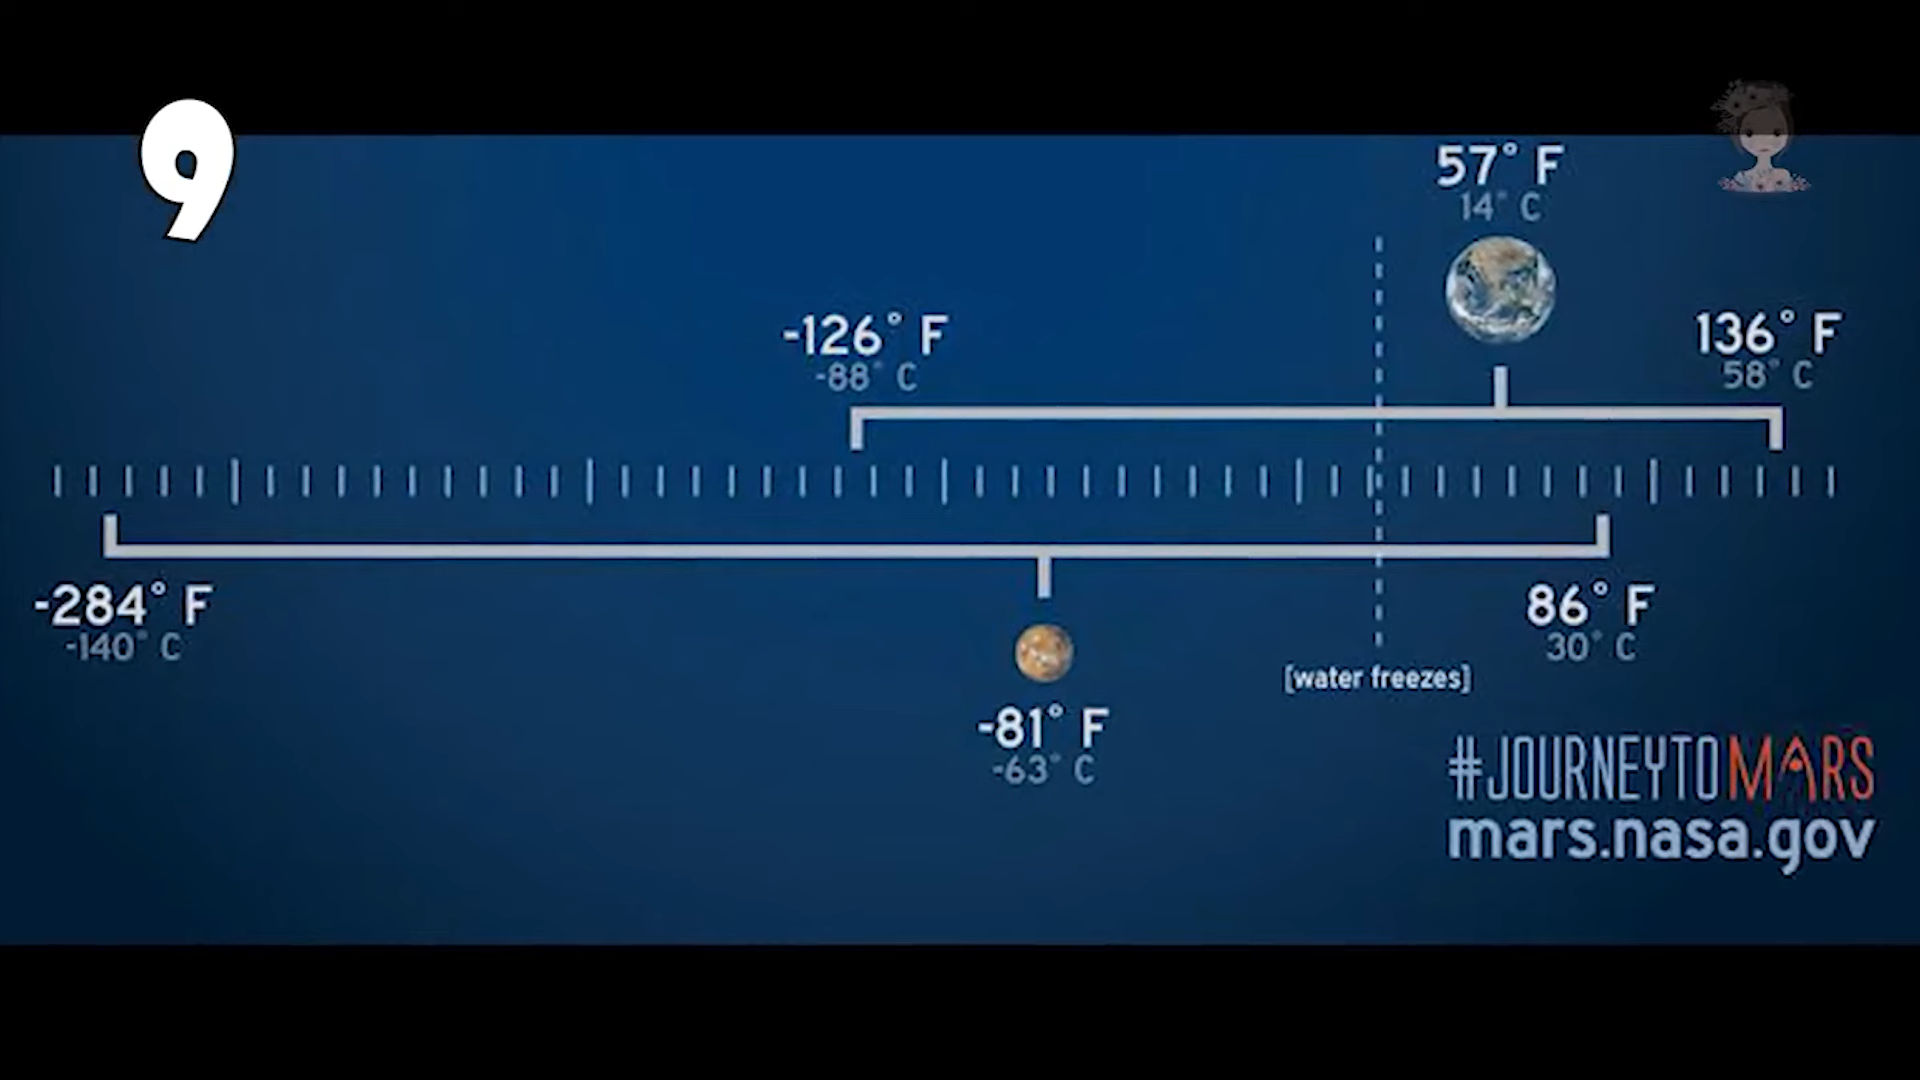 9
57° F
14° C
-126° F
-88° C
136° F
58° C
-284° F
-140° C
86° F
30° C
[water freezes]
-81° F
-63° C
#JOURNEYTOMARS
mars.nasa.gov